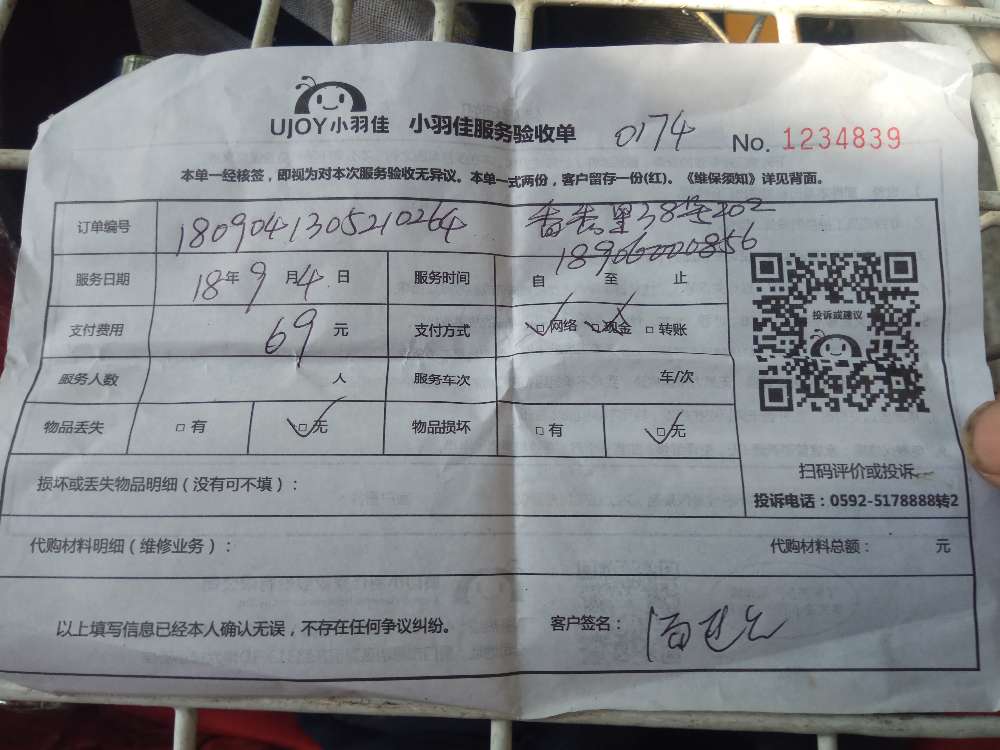 UJOY小羽佳 小羽佳服务验收单 0174 No. 1234839
本单一经核签，即视为对本次服务验收无异议。本单一式两份，客户留存一份(红)。《维保须知》详见背面。
订单编号 1809041305210264 38 202
18906000856
服务日期 18年9月4日 服务时间 自 至 止
支付费用 69元 支付方式 □网络 □现金 □转账
投诉或建议
服务人数 人 服务车次 车/次
物品丢失 □有 □无 物品损坏 □有 □无
扫码评价或投诉
损坏或丢失物品明细（没有可不填）：
投诉电话：0592-5178888转2
代购材料明细（维修业务）： 代购材料总额： 元
以上填写信息已经本人确认无误，不存在任何争议纠纷。 客户签名：